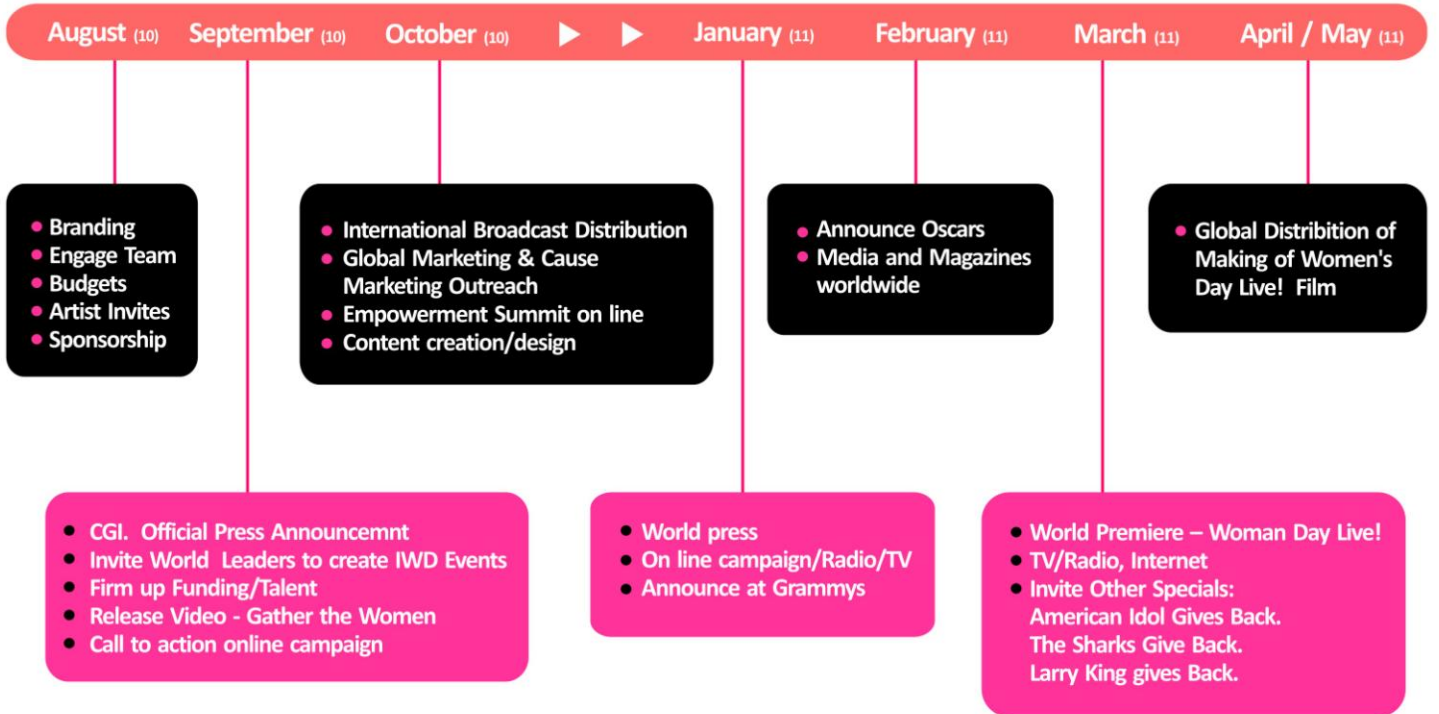 August (10) September (10) October (10) January (11) February (11) March (11) April / May (11)
Branding
Engage Team
Budgets
Artist Invites
Sponsorship
International Broadcast Distribution
Global Marketing & Cause
Marketing Outreach
Empowerment Summit on line
Content creation/design
Announce Oscars
Media and Magazines
worldwide
Global Distribition of
Making of Women's
Day Live! Film
CGI. Official Press Announcemnt
Invite World Leaders to create IWD Events
Firm up Funding/Talent
Release Video - Gather the Women
Call to action online campaign
World press
On line campaign/Radio/TV
Announce at Grammys
World Premiere – Woman Day Live!
TV/Radio, Internet
Invite Other Specials:
American Idol Gives Back.
The Sharks Give Back.
Larry King gives Back.